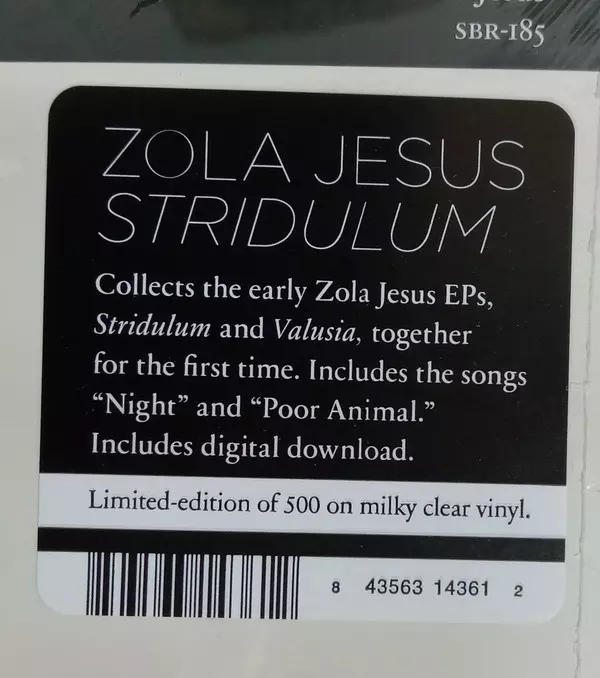 SBR-185
ZOLA JESUS
STRIDULUM
Collects the early Zola Jesus EPs,
Stridulum and Valusia, together
for the first time. Includes the songs
“Night” and “Poor Animal.”
Includes digital download.
Limited-edition of 500 on milky clear vinyl.
8 43563 14361 2